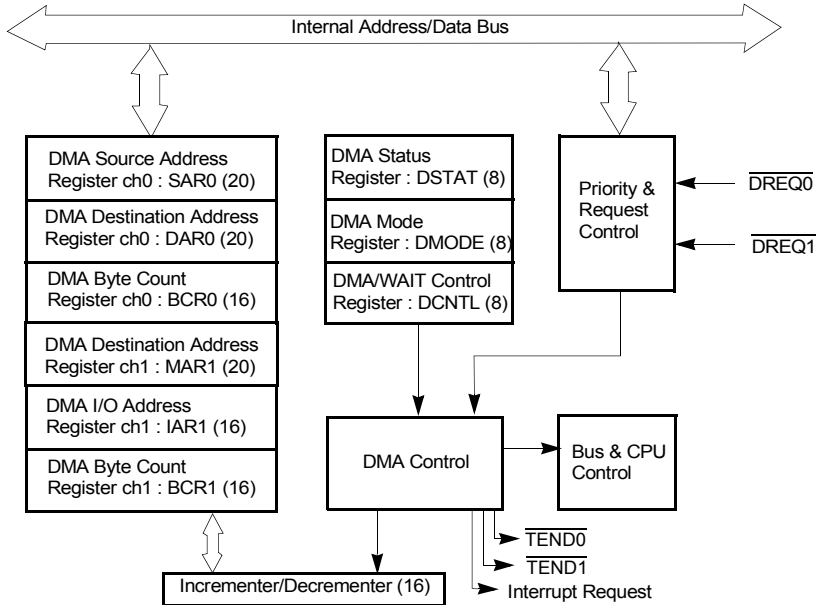 Internal Address/Data Bus
DMA Source Address
Register ch0 : SAR0 (20)
DMA Destination Address
Register ch0 : DAR0 (20)
DMA Byte Count
Register ch0 : BCR0 (16)
DMA Destination Address
Register ch1 : MAR1 (20)
DMA I/O Address
Register ch1 : IAR1 (16)
DMA Byte Count
Register ch1 : BCR1 (16)
DMA Status
Register : DSTAT (8)
DMA Mode
Register : DMODE (8)
DMA/WAIT Control
Register : DCNTL (8)
Priority &
Request
Control
DREQ0
DREQ1
DMA Control
Bus & CPU
Control
TEND0
TEND1
Interrupt Request
Incrementer/Decrementer (16)